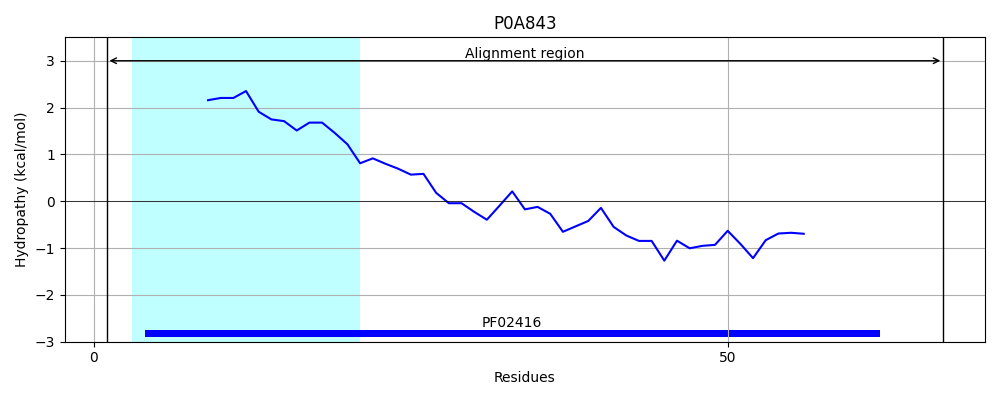 P0A843
Alignment region
3
2
1
0
−1
−2
−3
Hydropathy (kcal/mol)
PF02416
0
50
Residues